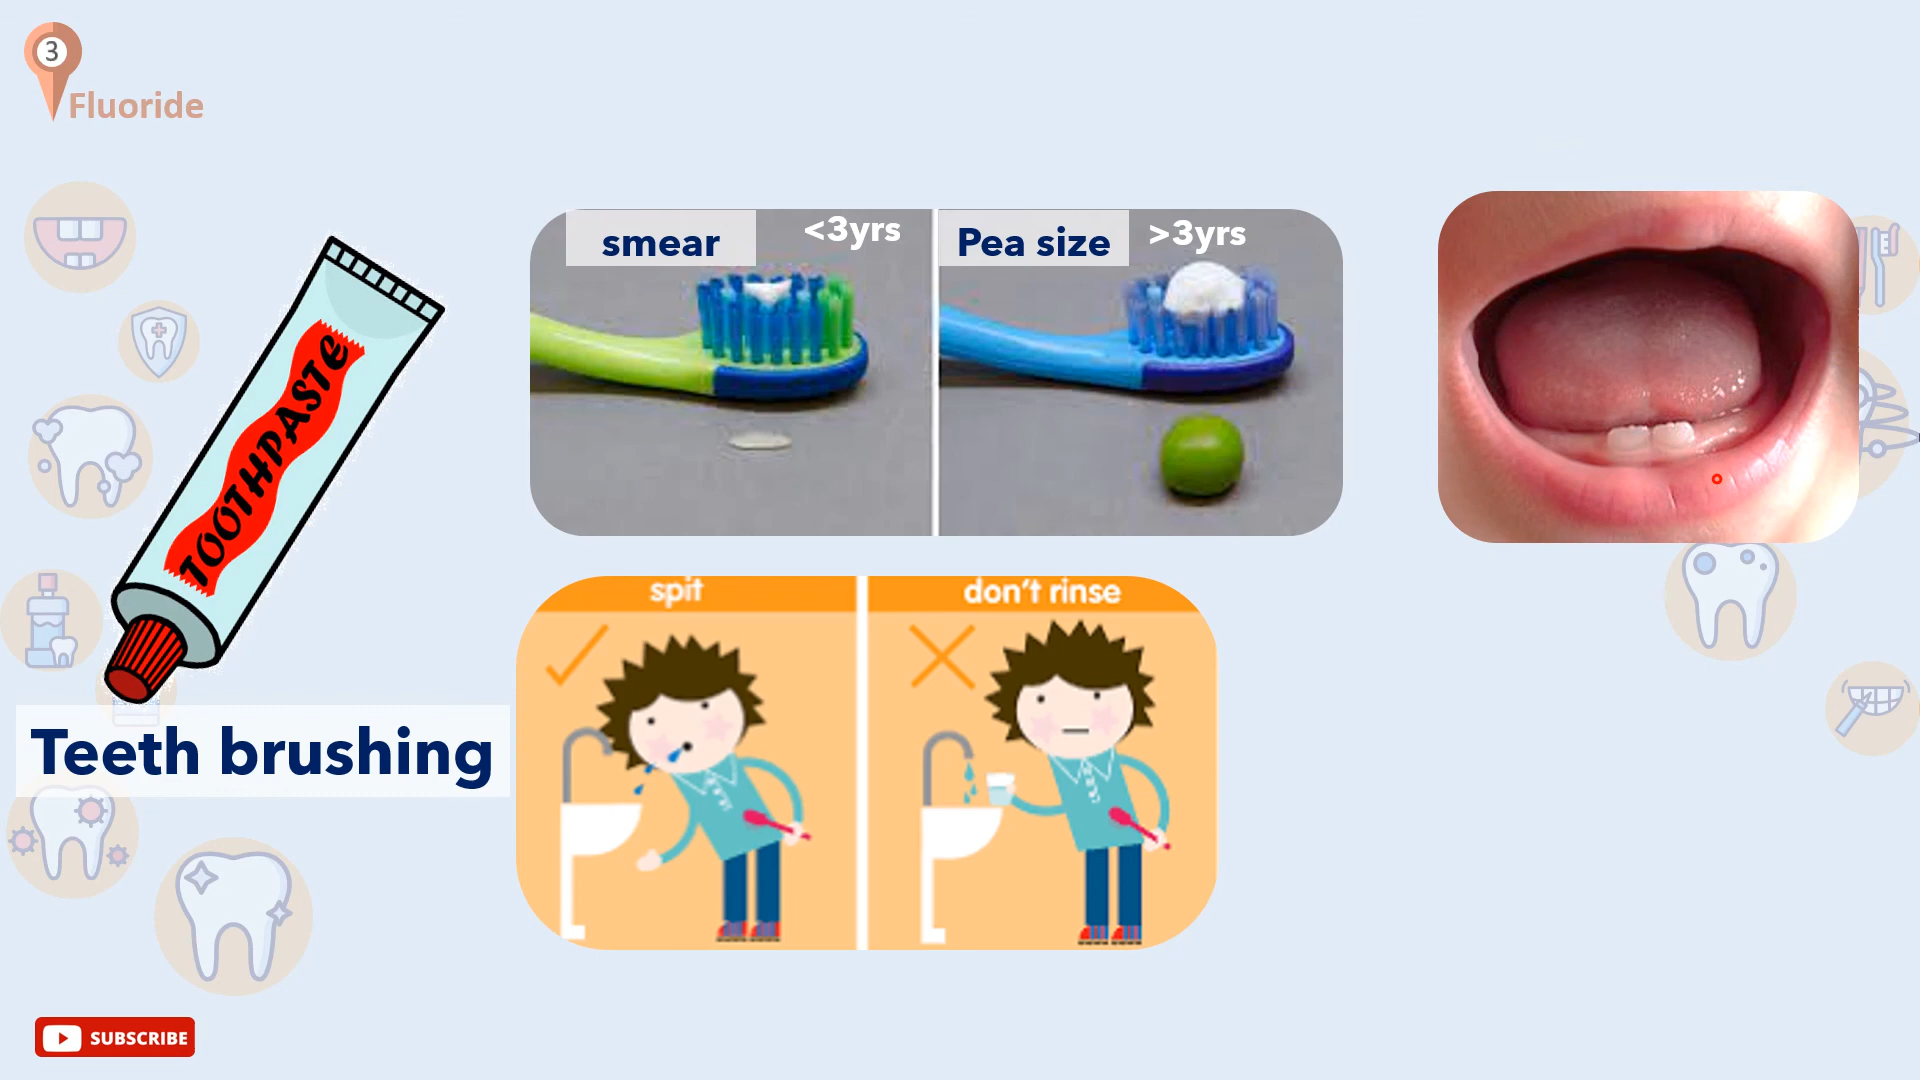 3
Fluoride
smear
<3yrs
Pea size
>3yrs
TOOTHPASTE
spit
don't rinse
Teeth brushing
SUBSCRIBE